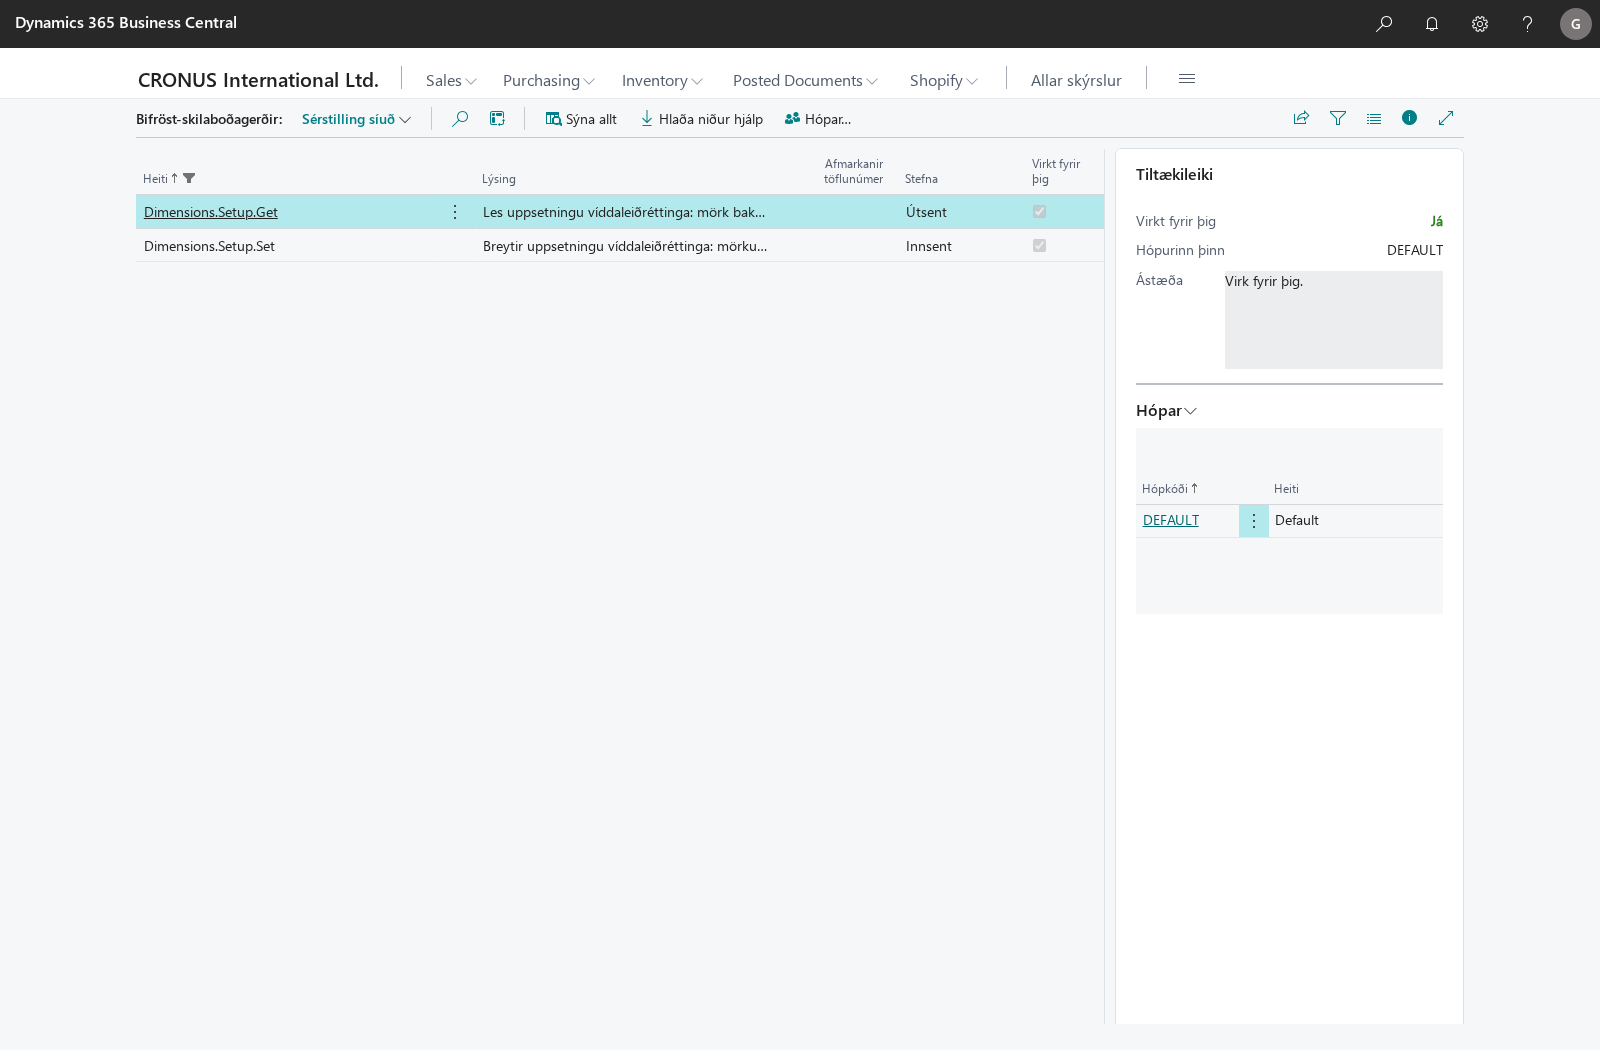 Dynamics 365 Business Central
G
CRONUS International Ltd.
Sales
Purchasing
Inventory
Posted Documents
Shopify
Allar skýrslur
Bifröst-skilaboðagerðir:
Sérstilling síuð
Sýna allt
Hlaða niður hjálp
Hópar...
Heiti ↑
Lýsing
Afmarkanir
töflunúmer
Stefna
Virkt fyrir
þig
Dimensions.Setup.Get
Les uppsetningu víddaleiðréttinga: mörk bak...
Útsent
Dimensions.Setup.Set
Breytir uppsetningu víddaleiðréttinga: mörku...
Innsent
Tiltækileiki
Virkt fyrir þig
Já
Hópurinn þinn
DEFAULT
Ástæða
Virk fyrir þig.
Hópar
Hópkóði ↑
Heiti
DEFAULT
Default